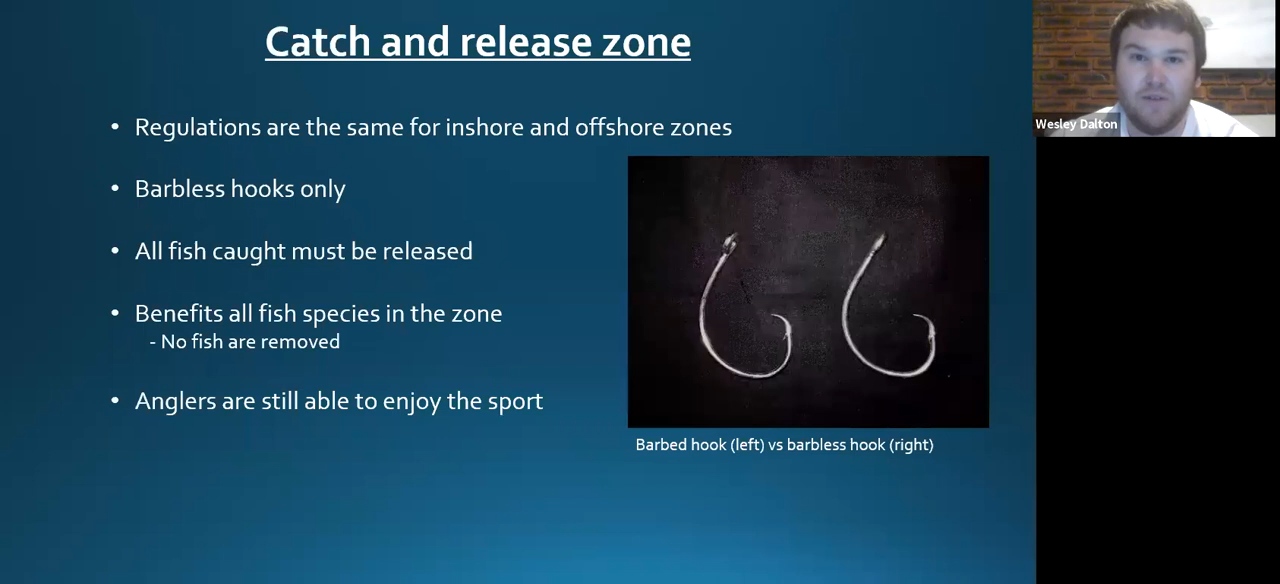 Catch and release zone
• Regulations are the same for inshore and offshore zones
• Barbless hooks only
• All fish caught must be released
• Benefits all fish species in the zone
- No fish are removed
• Anglers are still able to enjoy the sport
Barbed hook (left) vs barbless hook (right)
Wesley Dalton